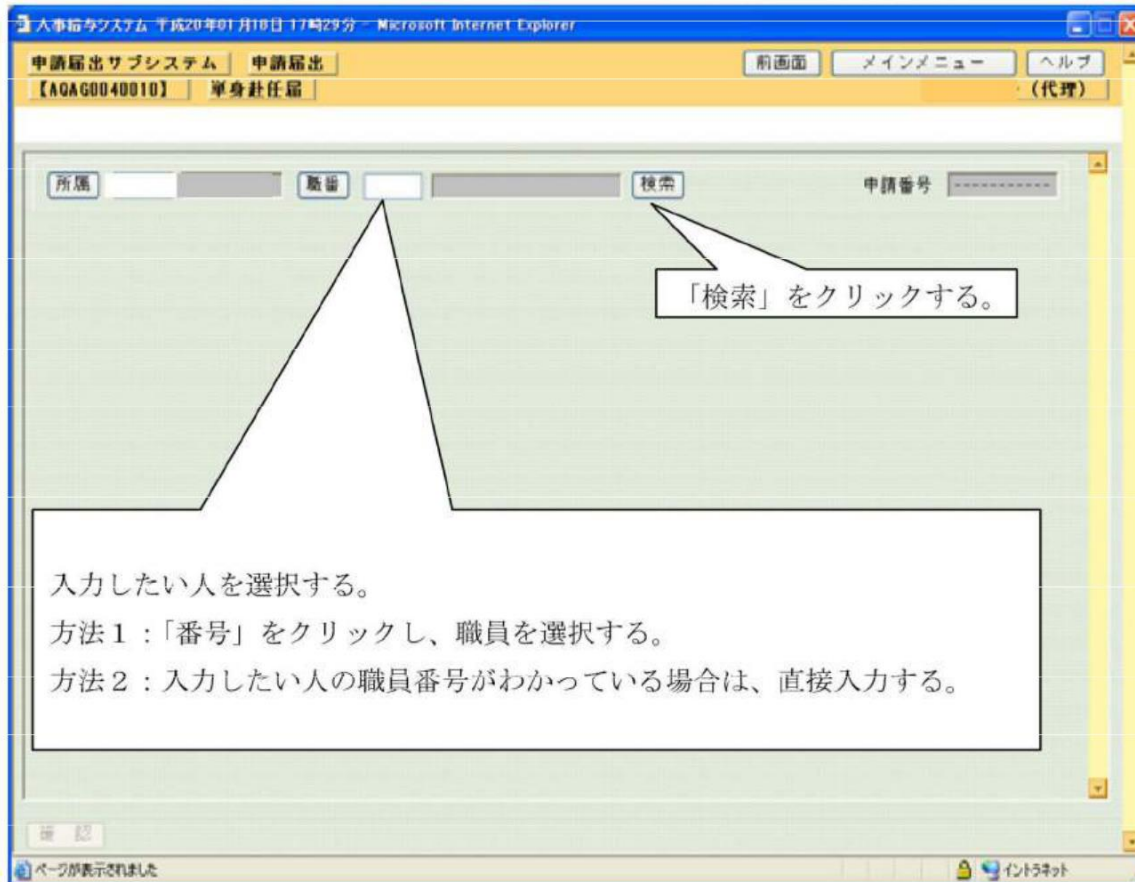 人事給与システム 平成20年01月18日 17時29分 - Microsoft Internet Explorer
申請届出サブシステム 申請届出 前画面 メインメニュー ヘルプ
【AQAG0040010】 単身赴任届 (代理)
所属 職番 検索 申請番号 -----------
「検索」をクリックする。
入力したい人を選択する。
方法１：「番号」をクリックし、職員を選択する。
方法２：入力したい人の職員番号がわかっている場合は、直接入力する。
確 認
ページが表示されました イントラネット